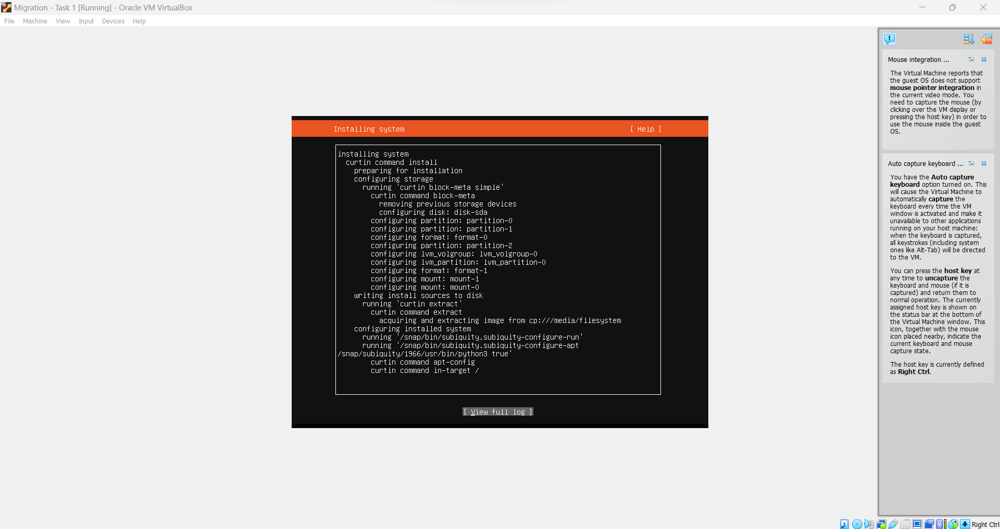 Migration - Task 1 [Running] - Oracle VM VirtualBox
File Machine View Input Devices Help
Installing system [ Help ]
installing system
curtin command install
preparing for installation
configuring storage
running 'curtin block-meta simple'
curtin command block-meta
removing previous storage devices
configuring disk: disk-sda
configuring partition: partition-0
configuring partition: partition-1
configuring format: format-0
configuring partition: partition-2
configuring lvm_volgroup: lvm_volgroup-0
configuring lvm_partition: lvm_partition-0
configuring format: format-1
configuring mount: mount-1
configuring mount: mount-0
writing install sources to disk
running 'curtin extract'
curtin command extract
acquiring and extracting image from cp:///media/filesystem
configuring installed system
running '/snap/bin/subiquity.subiquity-configure-run'
running '/snap/bin/subiquity.subiquity-configure-apt
/snap/subiquity/1966/usr/bin/python3 true'
curtin command apt-config
curtin command in-target /
[ View full log ]
Mouse integration ...
The Virtual Machine reports that
the guest OS does not support
mouse pointer integration in
the current video mode. You
need to capture the mouse (by
clicking over the VM display or
pressing the host key) in order to
use the mouse inside the guest
OS.
Auto capture keyboard ...
You have the Auto capture
keyboard option turned on. This
will cause the Virtual Machine to
automatically capture the
keyboard every time the VM
window is activated and make it
unavailable to other applications
running on your host machine:
when the keyboard is captured,
all keystrokes (including system
ones like Alt-Tab) will be directed
to the VM.
You can press the host key at
any time to uncapture the
keyboard and mouse (if it is
captured) and return them to
normal operation. The currently
assigned host key is shown on
the status bar at the bottom of
the Virtual Machine window. This
icon, together with the mouse
icon placed nearby, indicate the
current keyboard and mouse
capture state.
The host key is currently defined
as Right Ctrl.
Right Ctrl